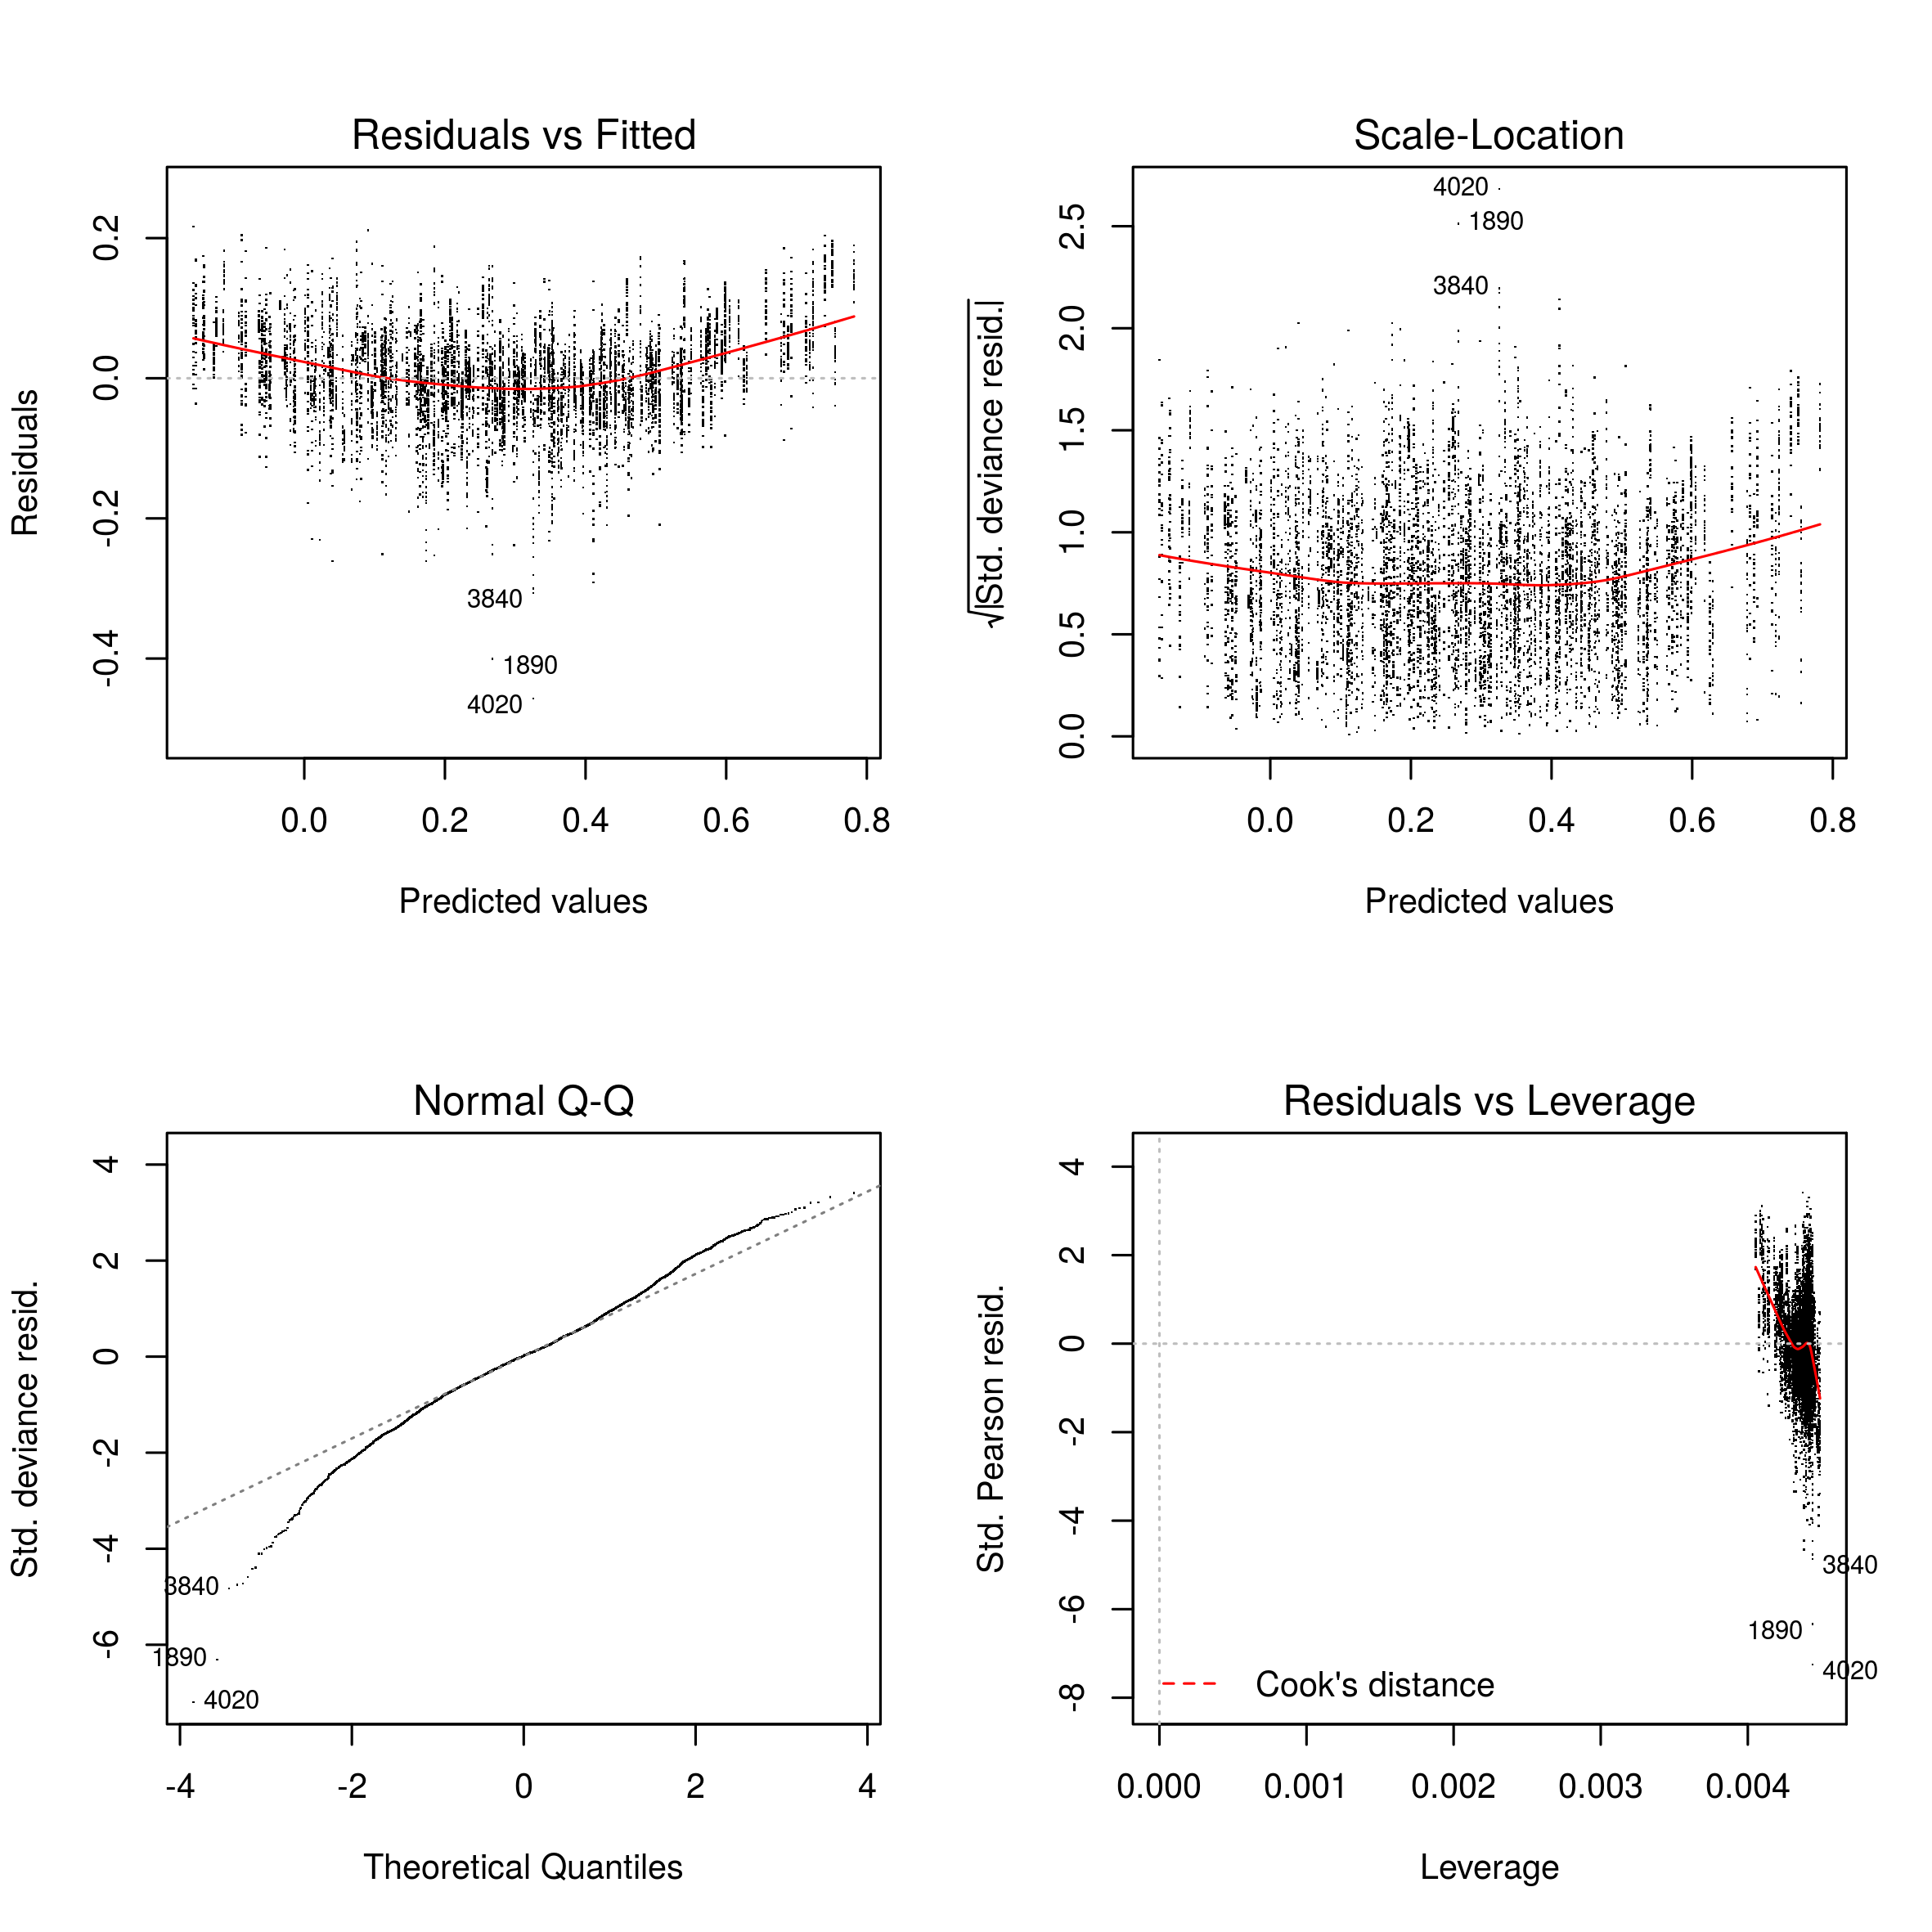 Residuals vs Fitted
Residuals
0.2
0.0
-0.2
-0.4
3840
1890
4020
0.0 0.2 0.4 0.6 0.8
Predicted values
Scale-Location
√|Std. deviance resid.|
2.5
2.0
1.5
1.0
0.5
0.0
4020
1890
3840
0.0 0.2 0.4 0.6 0.8
Predicted values
Normal Q-Q
Std. deviance resid.
4
2
0
-2
-4
-6
3840
1890
4020
-4 -2 0 2 4
Theoretical Quantiles
Residuals vs Leverage
Std. Pearson resid.
4
2
0
-2
-4
-6
-8
3840
1890
4020
Cook's distance
0.000 0.001 0.002 0.003 0.004
Leverage